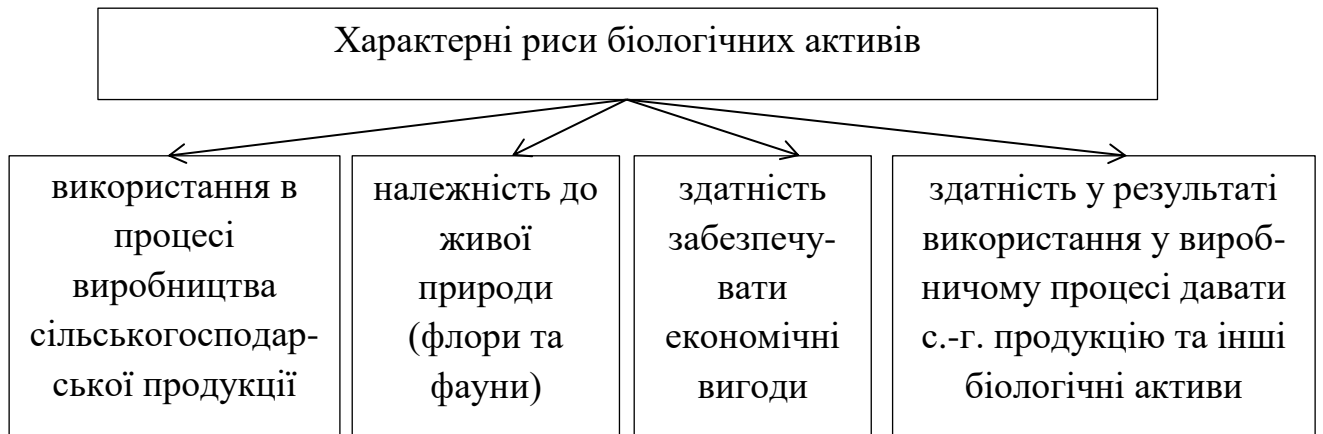 Характерні риси біологічних активів
використання в
процесі
виробництва
сільськогосподар-
ської продукції
належність до
живої
природи
(флори та
фауни)
здатність
забезпечу-
вати
економічні
вигоди
здатність у результаті
використання у вироб-
ничому процесі давати
с.-г. продукцію та інші
біологічні активи